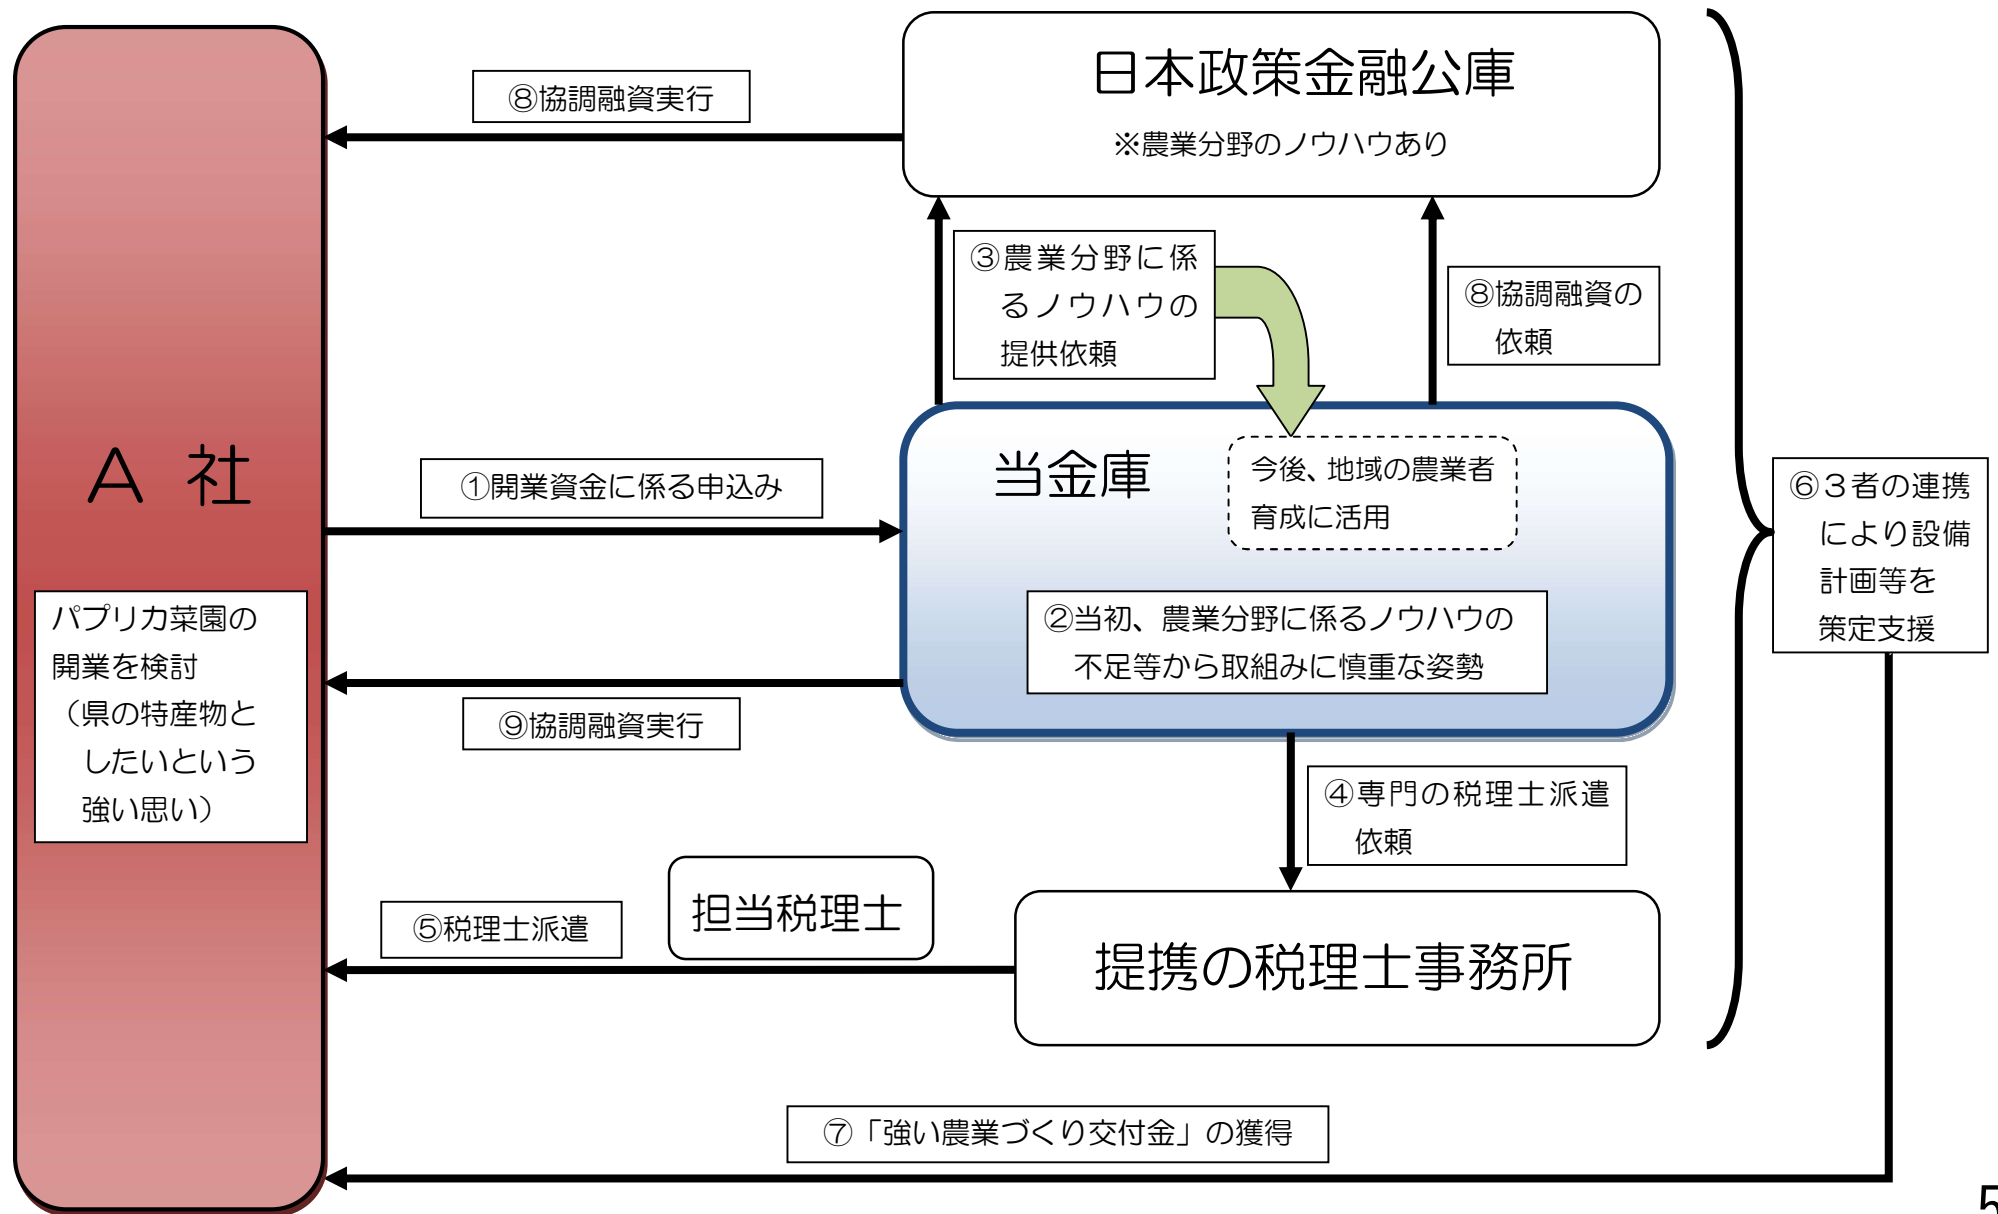 日本政策金融公庫
※農業分野のノウハウあり
⑧協調融資実行
③農業分野に係
るノウハウの
提供依頼
⑧協調融資の
依頼
A 社
パプリカ菜園の
開業を検討
（県の特産物と
したいという
強い思い）
①開業資金に係る申込み
当金庫
今後、地域の農業者
育成に活用
②当初、農業分野に係るノウハウの
不足等から取組みに慎重な姿勢
⑥３者の連携
により設備
計画等を
策定支援
⑨協調融資実行
④専門の税理士派遣
依頼
担当税理士
⑤税理士派遣
提携の税理士事務所
⑦「強い農業づくり交付金」の獲得
5